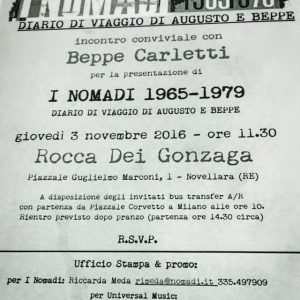 I NOMADI 1965/1979
DIARIO DI VIAGGIO DI AUGUSTO E BEPPE
incontro conviviale con
Beppe Carletti
per la presentazione di
I NOMADI 1965-1979
DIARIO DI VIAGGIO DI AUGUSTO E BEPPE
giovedì 3 novembre 2016 - ore 11.30
Rocca Dei Gonzaga
Piazzale Guglielmo Marconi, 1 - Novellara (RE)
A disposizione degli invitati bus transfer A/R
con partenza da Piazzale Corvetto a Milano alle ore 10.
Rientro previsto dopo pranzo (partenza ore 14.30 circa)
R.S.V.P.
Ufficio Stampa & promo:
per I Nomadi: Riccarda Meda rimeda@nomadi.it 335.497909
per Universal Music: